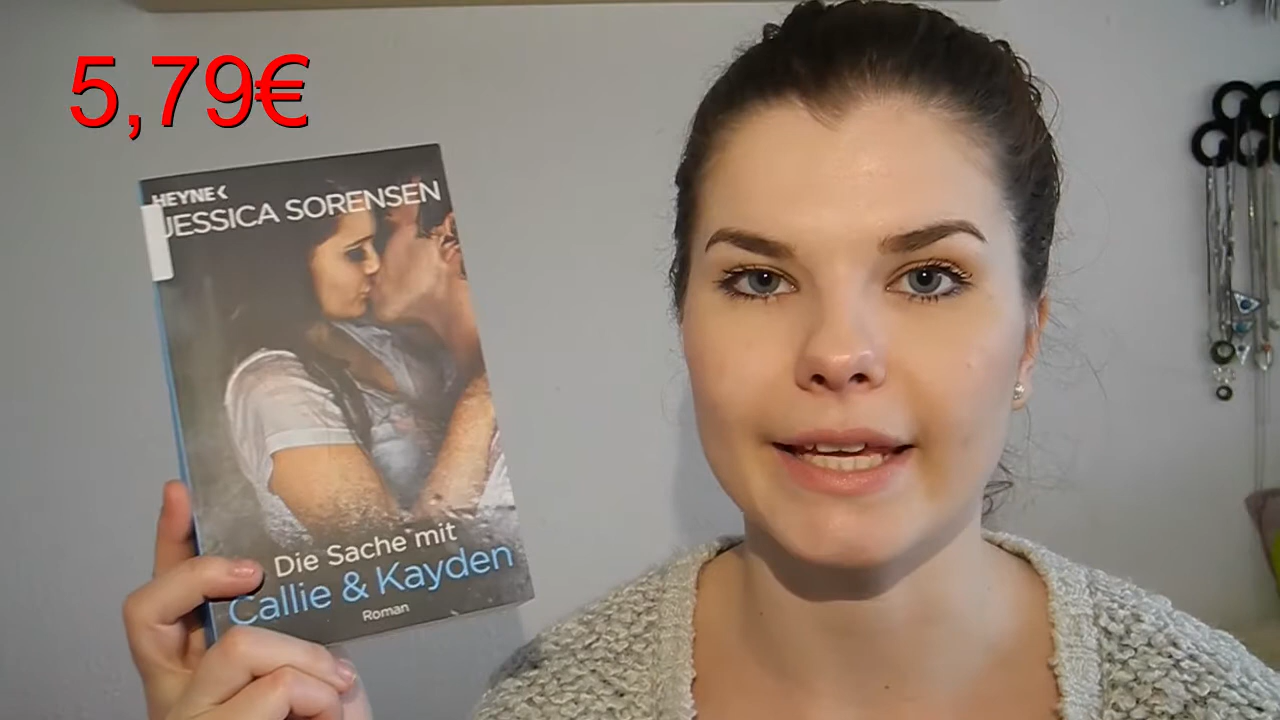 5,79€
HEYNE<
JESSICA SORENSEN
Die Sache mit
Callie & Kayden
Roman